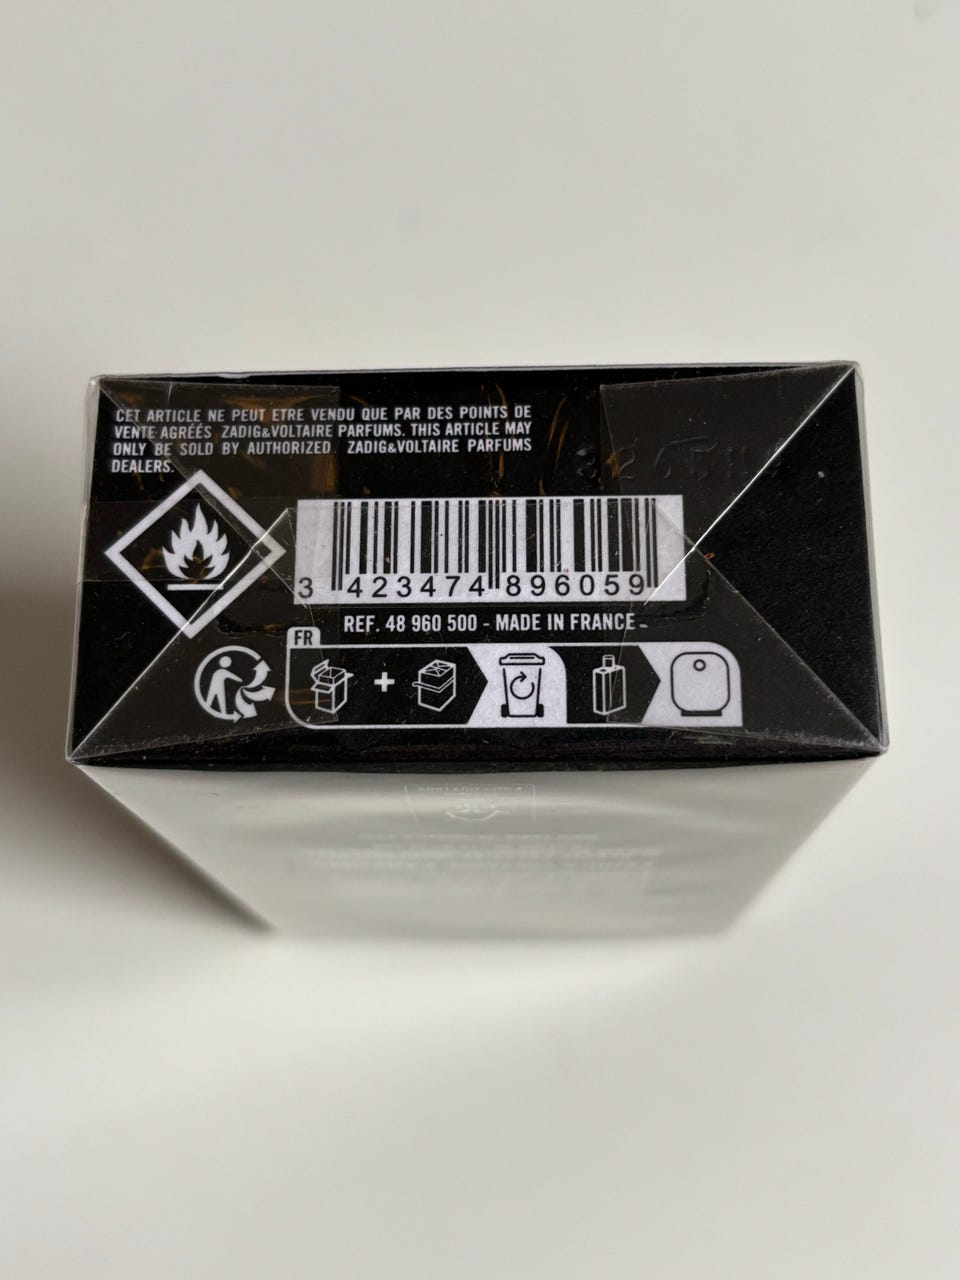 CET ARTICLE NE PEUT ETRE VENDU QUE PAR DES POINTS DE
VENTE AGRÉÉS ZADIG&VOLTAIRE PARFUMS. THIS ARTICLE MAY
ONLY BE SOLD BY AUTHORIZED ZADIG&VOLTAIRE PARFUMS
DEALERS.
3 423474 896059
REF. 48 960 500 - MADE IN FRANCE
FR